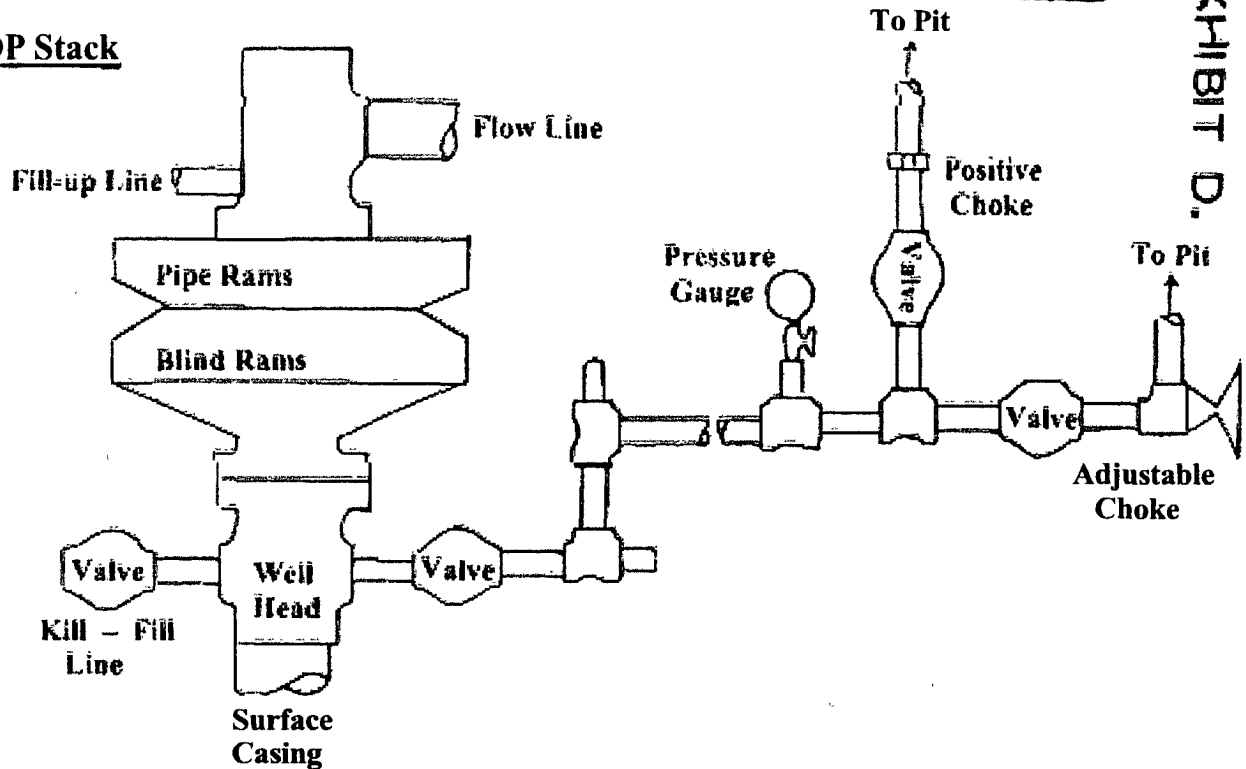 OP Stack
To Pit
KHIBIT D.
Flow Line
Fill-up Line
Positive
Choke
Pipe Rams
Pressure
Gauge
Valve
To Pit
Blind Rams
Valve
Adjustable
Choke
Valve
Well
Head
Valve
Kill - Fill
Line
Surface
Casing